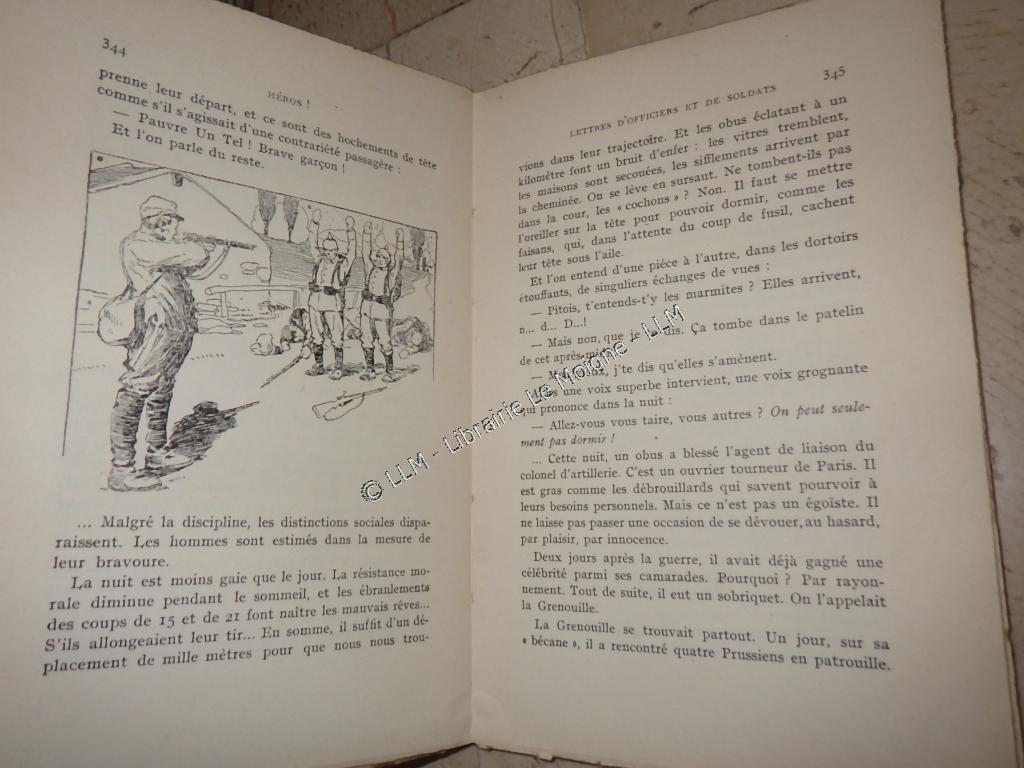 344
HÉROS !
prenne leur départ, et ce sont des hochements de tête
comme s'il s'agissait d'une contrariété passagère :
— Pauvre Un Tel ! Brave garçon !
Et l'on parle du reste.
... Malgré la discipline, les distinctions sociales dispa-
raissent. Les hommes sont estimés dans la mesure de
leur bravoure.
La nuit est moins gaie que le jour. La résistance mo-
rale diminue pendant le sommeil, et les ébranlements
des coups de 15 et de 21 font naître les mauvais rêves...
S'ils allongeaient leur tir... En somme, il suffit d'un dé-
placement de mille mètres pour que nous nous trou-
LETTRES D'OFFICIERS ET DE SOLDATS
345
vions dans leur trajectoire. Et les obus éclatant à un
kilomètre font un bruit d'enfer : les vitres tremblent,
les maisons sont secouées, les sifflements arrivent par
la cheminée. On se lève en sursaut. Ne tombent-ils pas
dans la cour, les « cochons » ? Non. Il faut se mettre
l'oreiller sur la tête pour pouvoir dormir, comme les
faisans, qui, dans l'attente du coup de fusil, cachent
leur tête sous l'aile.
Et l'on entend d'une pièce à l'autre, dans les dortoirs
étouffants, de singuliers échanges de vues :
— Pitois, t'entends-t'y les marmites ? Elles arrivent,
n... d... D...!
— Mais non, que je te dis. Ça tombe dans le patelin
de cet après-midi.
— j'te dis qu'elles s'amènent.
Mais une voix superbe intervient, une voix grognante
qui prononce dans la nuit :
— Allez-vous vous taire, vous autres ? On peut seule-
ment pas dormir !
... Cette nuit, un obus a blessé l'agent de liaison du
colonel d'artillerie. C'est un ouvrier tourneur de Paris. Il
est gras comme les débrouillards qui savent pourvoir à
leurs besoins personnels. Mais ce n'est pas un égoïste. Il
ne laisse pas passer une occasion de se dévouer, au hasard,
par plaisir, par innocence.
Deux jours après la guerre, il avait déjà gagné une
célébrité parmi ses camarades. Pourquoi ? Par rayon-
nement. Tout de suite, il eut un sobriquet. On l'appelait
la Grenouille.
La Grenouille se trouvait partout. Un jour, sur sa
« bécane », il a rencontré quatre Prussiens en patrouille.
© LLM - Librairie Le Moigne - LLM